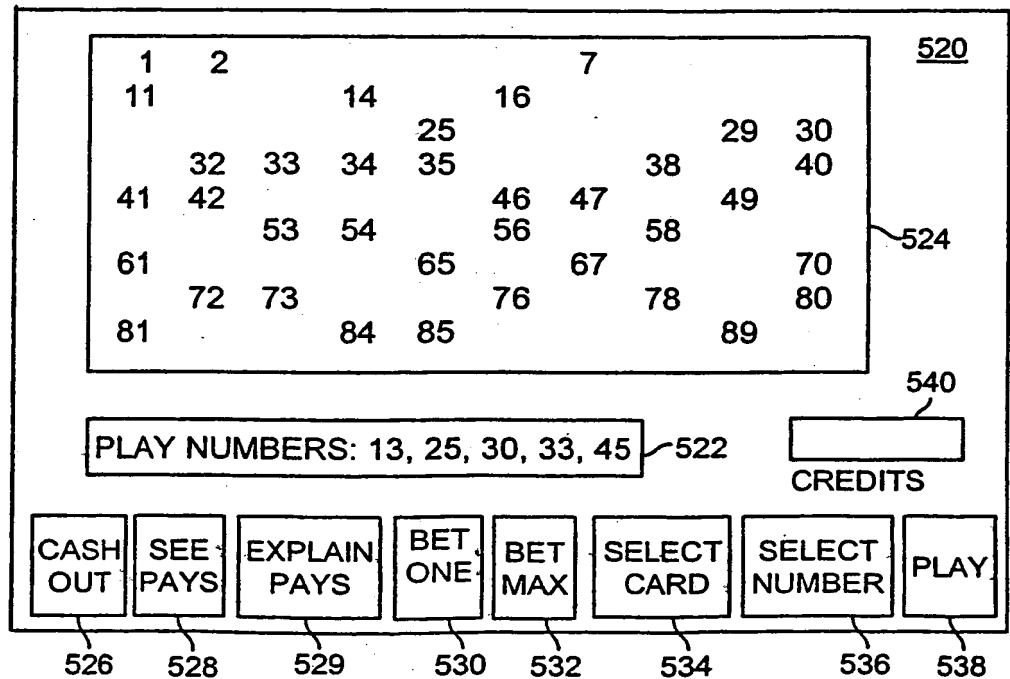 1 2 7 520
11 14 16
25 29 30
32 33 34 35 38 40
41 42 46 47 49
53 54 56 58
524
61 65 67 70
72 73 76 78 80
81 84 85 89
540
PLAY NUMBERS: 13, 25, 30, 33, 45 522
CREDITS
CASH OUT
SEE PAYS
EXPLAIN PAYS
BET ONE
BET MAX
SELECT CARD
SELECT NUMBER
PLAY
526 528 529 530 532 534 536 538